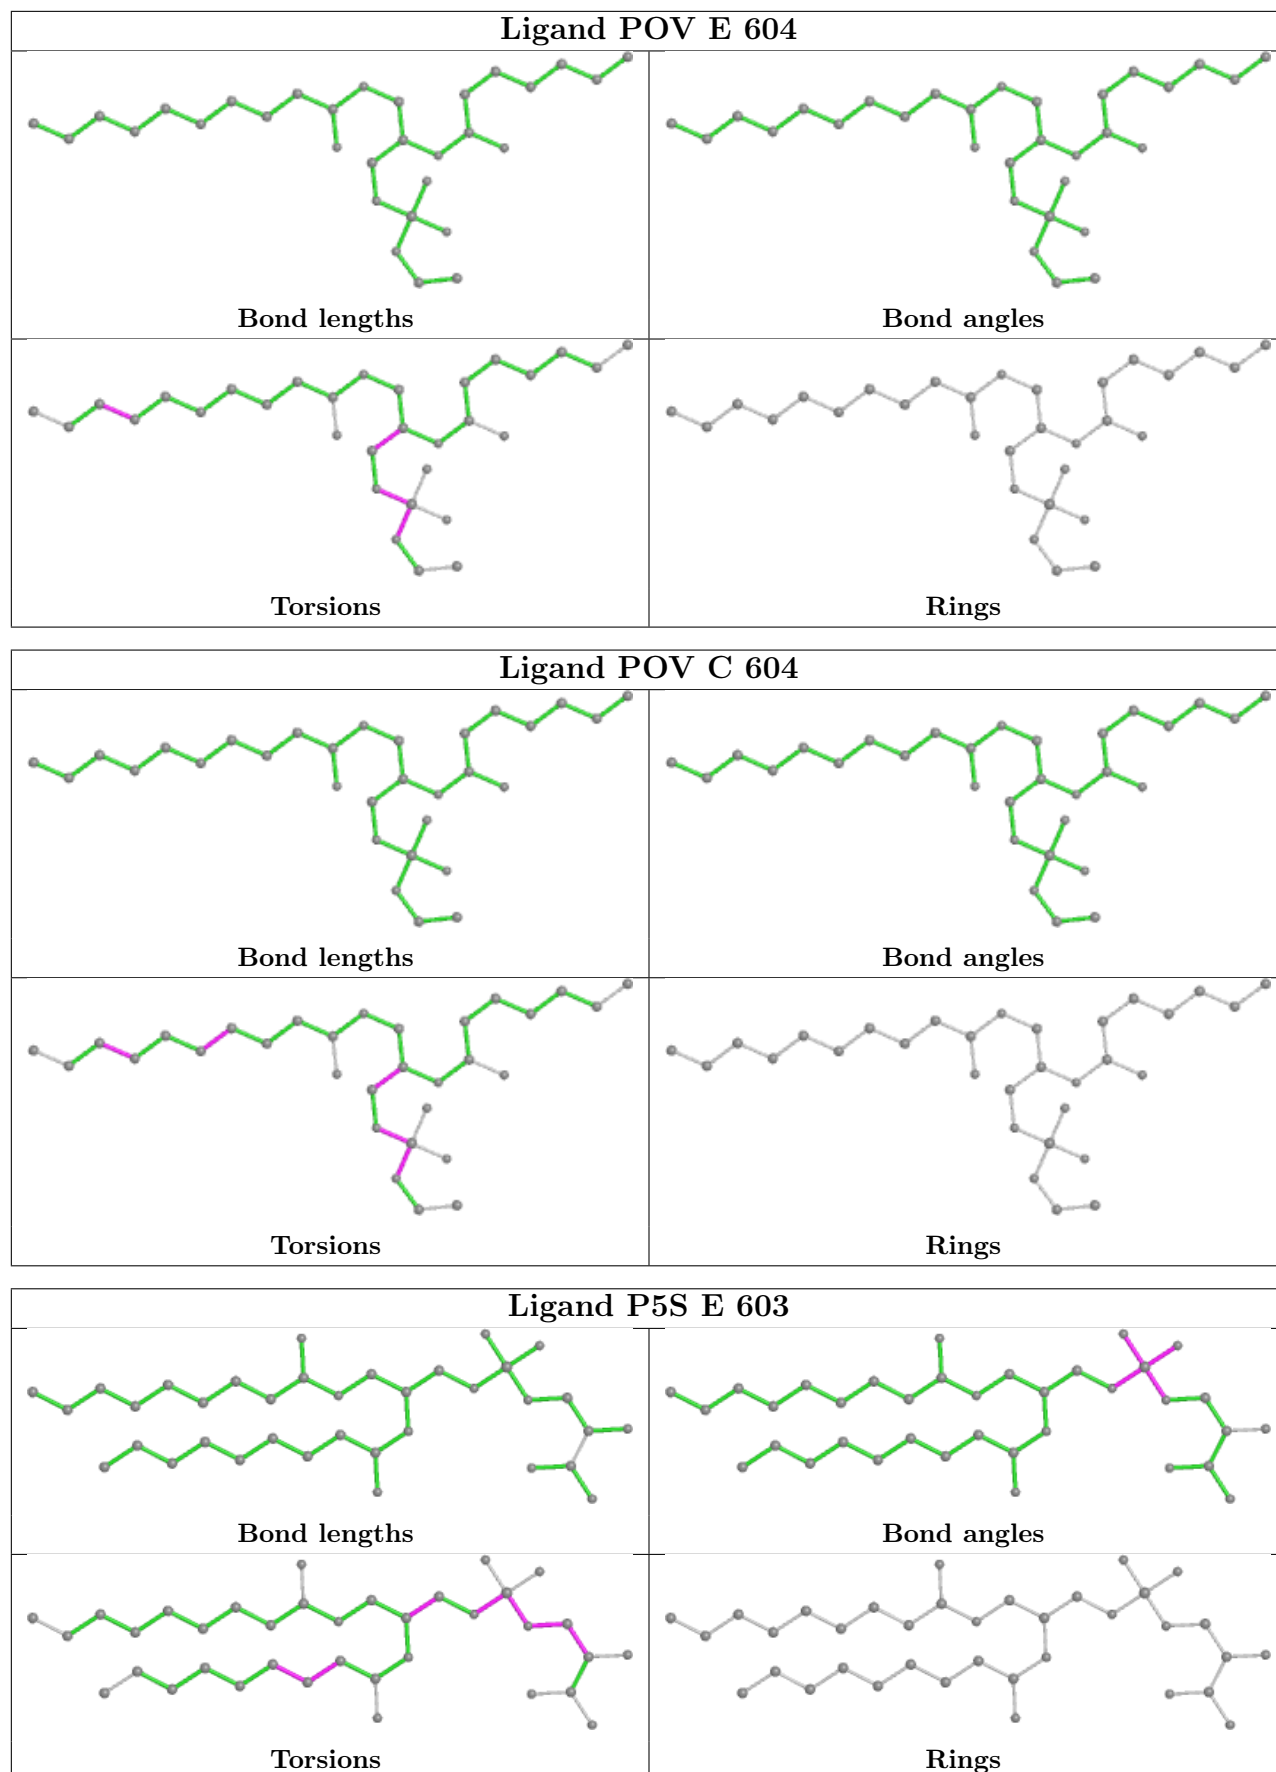 Ligand POV E 604
Bond lengths
Bond angles
Torsions
Rings
Ligand POV C 604
Bond lengths
Bond angles
Torsions
Rings
Ligand P5S E 603
Bond lengths
Bond angles
Torsions
Rings